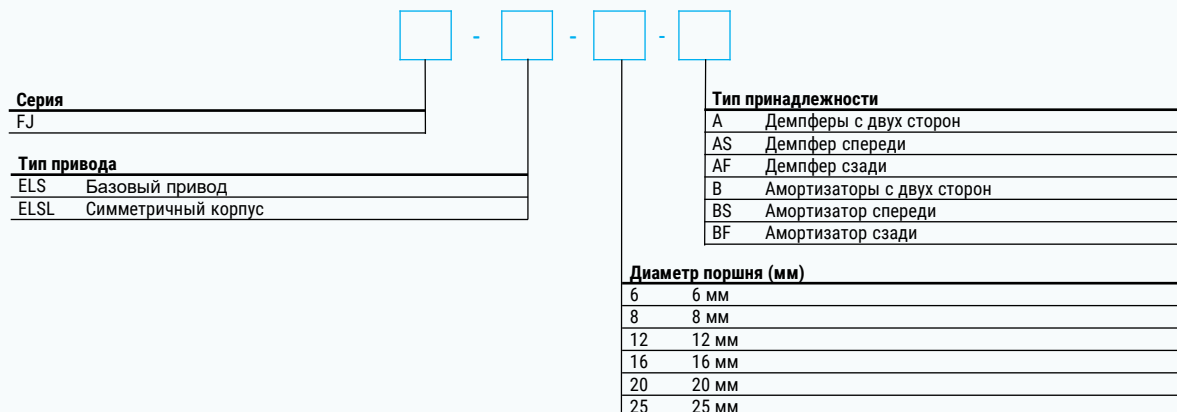 - - -
Серия
FJ
Тип привода
ELS Базовый привод
ELSL Симметричный корпус
Тип принадлежности
A Демпферы с двух сторон
AS Демпфер спереди
AF Демпфер сзади
B Амортизаторы с двух сторон
BS Амортизатор спереди
BF Амортизатор сзади
Диаметр поршня (мм)
6 6 мм
8 8 мм
12 12 мм
16 16 мм
20 20 мм
25 25 мм